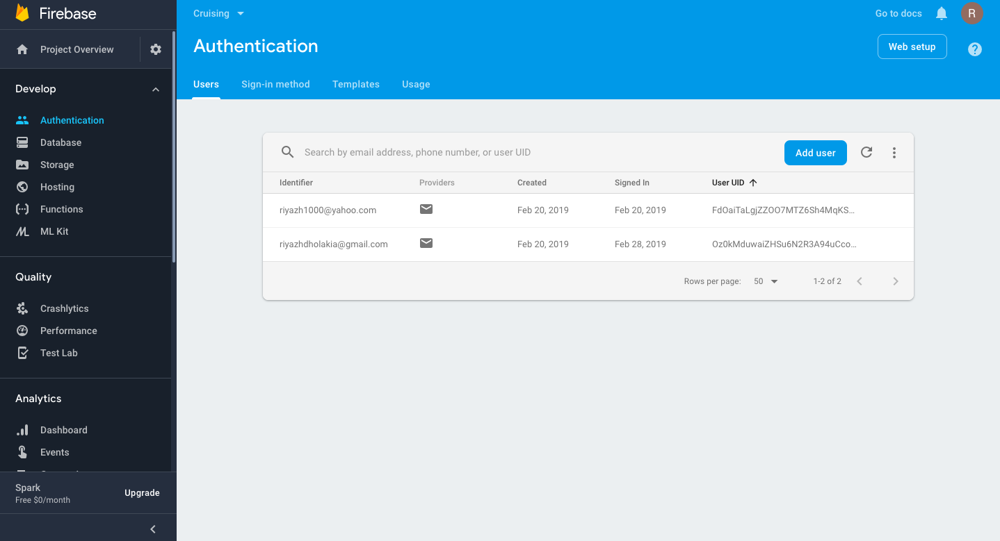 Firebase
Project Overview
Develop
Authentication
Database
Storage
Hosting
Functions
ML Kit
Quality
Crashlytics
Performance
Test Lab
Analytics
Dashboard
Events
Spark
Free $0/month
Upgrade
Cruising
Go to docs
R
Authentication
Web setup
Users Sign-in method Templates Usage
Search by email address, phone number, or user UID
Add user
Identifier Providers Created Signed In User UID
riyazh1000@yahoo.com Feb 20, 2019 Feb 20, 2019 FdOaiTaLgjZZOO7MTZ6Sh4MqKS...
riyazhdholakia@gmail.com Feb 20, 2019 Feb 28, 2019 Oz0kMduwaiZHSu6N2R3A94uCco...
Rows per page: 50 1-2 of 2